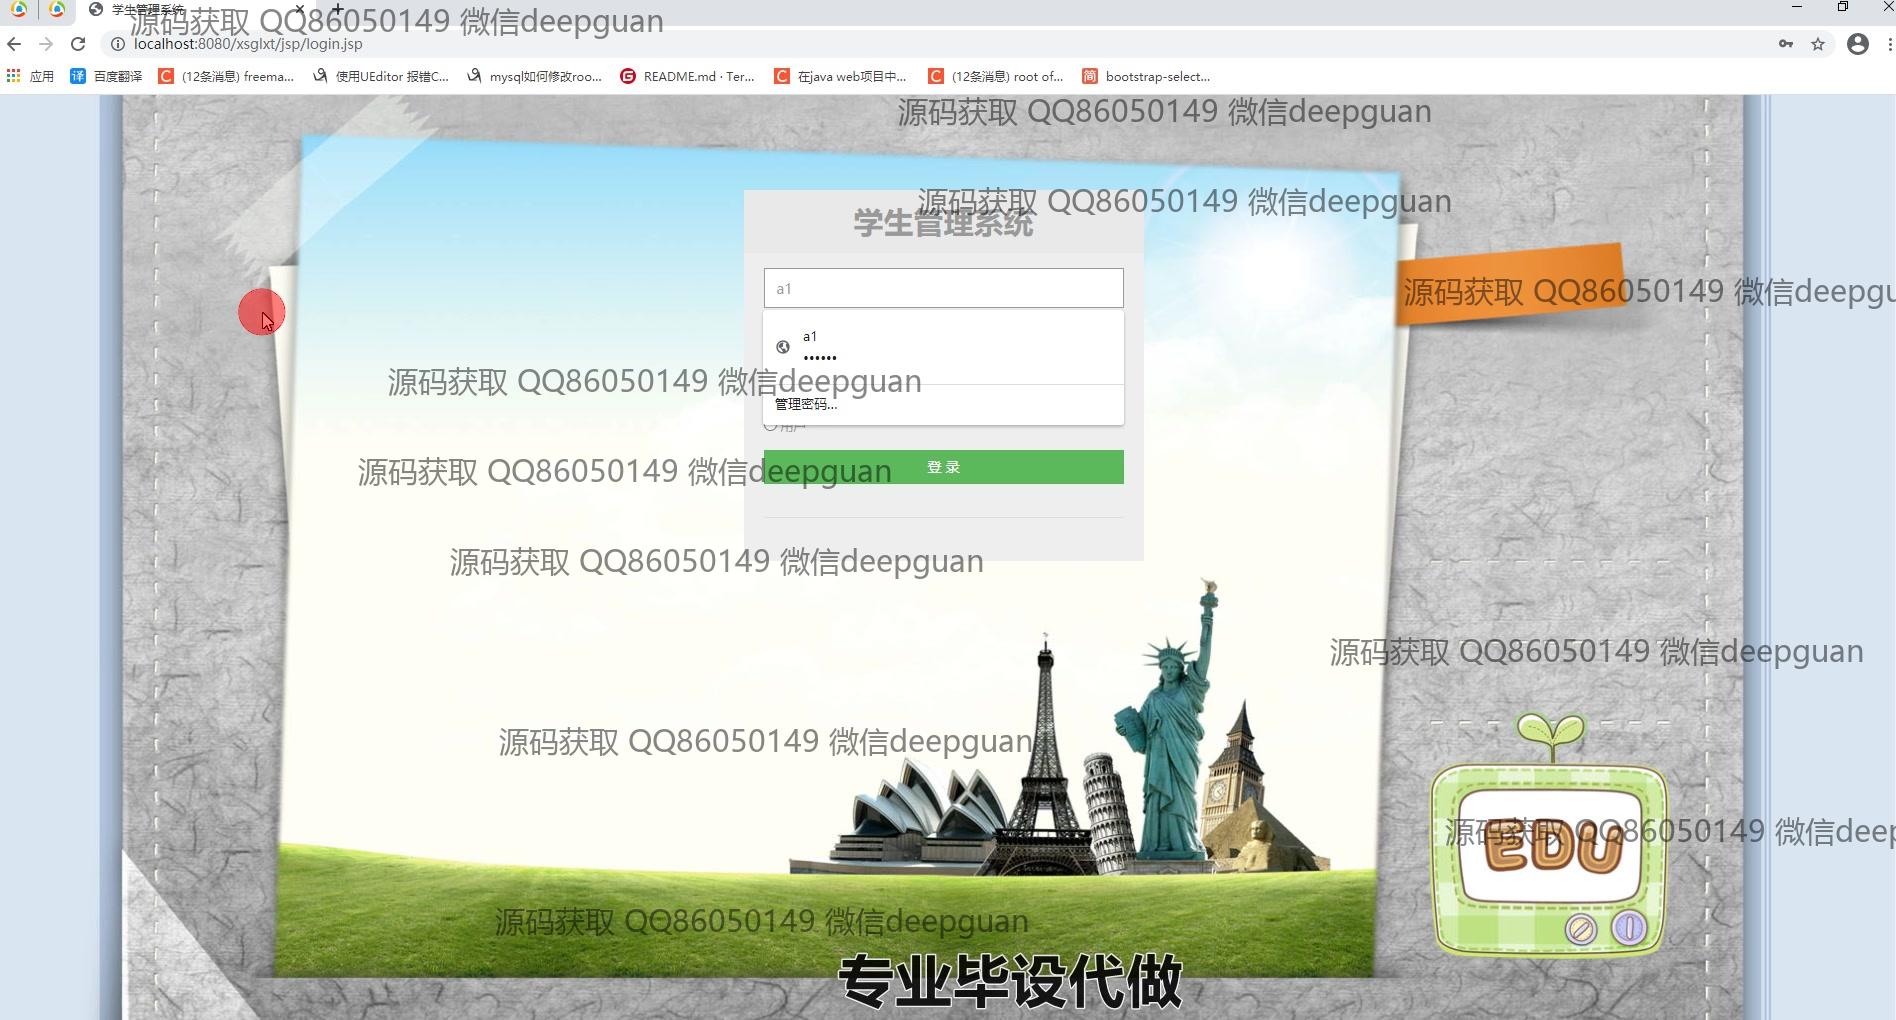 学生管理系统
源码获取 QQ86050149 微信deepguan
localhost:8080/xsglxt/jsp/login.jsp
应用
译 百度翻译
C (12条消息) freema...
使用UEditor 报错C...
mysql如何修改roo...
G README.md · Ter...
C 在java web项目中...
C (12条消息) root of...
简 bootstrap-select...
源码获取 QQ86050149 微信deepguan
源码获取 QQ86050149 微信deepguan
学生管理系统
a1
源码获取 QQ86050149 微信deepgu
a1
••••••
源码获取 QQ86050149 微信deepguan
管理密码...
用户
登 录
源码获取 QQ86050149 微信deepguan
源码获取 QQ86050149 微信deepguan
源码获取 QQ86050149 微信deepguan
源码获取 QQ86050149 微信deepguan
源码获取 QQ86050149 微信deep
EDU
源码获取 QQ86050149 微信deepguan
专业毕设代做